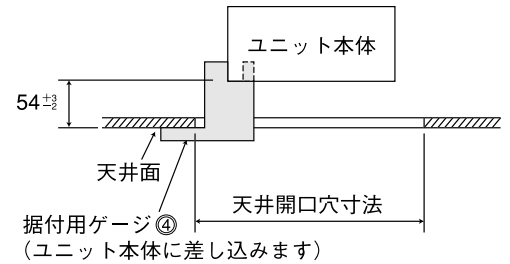 ユニット本体
54 +3 -2
天井面
天井開口穴寸法
据付用ゲージ④
（ユニット本体に差し込みます）